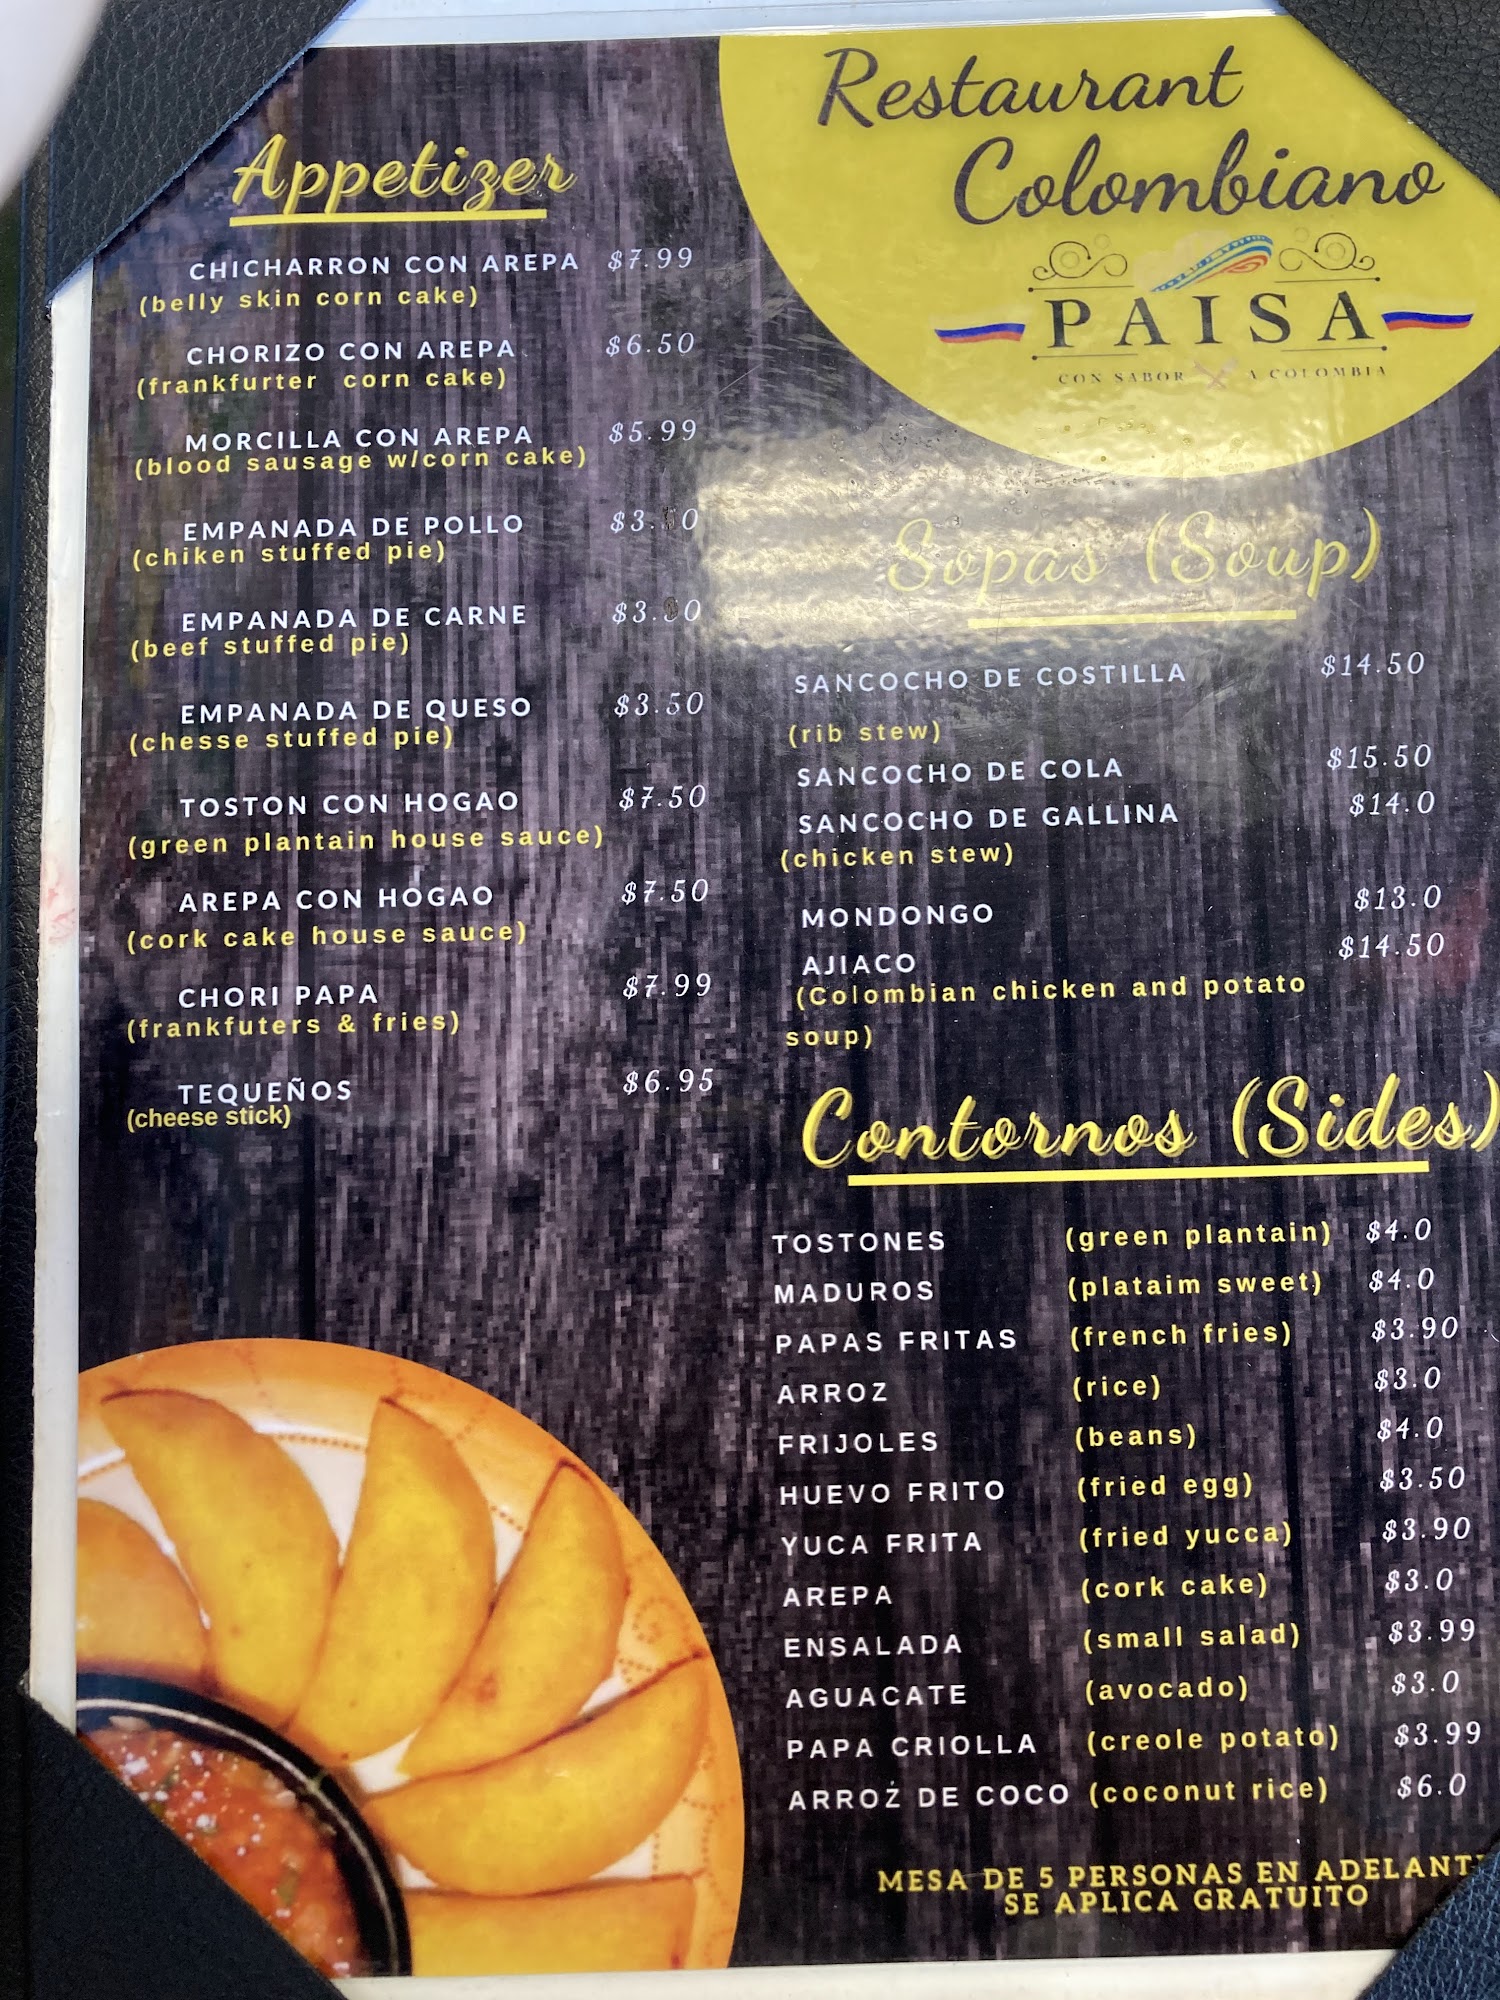 Restaurant
Colombiano
PAISA
CON SABOR A COLOMBIA
Appetizer
CHICHARRON CON AREPA $7.99
(belly skin corn cake)
CHORIZO CON AREPA $6.50
(frankfurter corn cake)
MORCILLA CON AREPA $5.99
(blood sausage w/corn cake)
EMPANADA DE POLLO
(chiken stuffed pie)
EMPANADA DE CARNE
(beef stuffed pie)
EMPANADA DE QUESO $3.50
(chesse stuffed pie)
TOSTON CON HOGAO $7.50
(green plantain house sauce)
AREPA CON HOGAO $7.50
(cork cake house sauce)
CHORI PAPA $7.99
(frankfuters & fries)
TEQUEÑOS $6.95
(cheese stick)
Sopas (Soup)
SANCOCHO DE COSTILLA $14.50
(rib stew)
SANCOCHO DE COLA $15.50
SANCOCHO DE GALLINA $14.0
(chicken stew)
MONDONGO $13.0
AJIACO $14.50
(Colombian chicken and potato
soup)
Contornos (Sides)
TOSTONES (green plantain) $4.0
MADUROS (plataim sweet) $4.0
PAPAS FRITAS (french fries) $3.90
ARROZ (rice) $3.0
FRIJOLES (beans) $4.0
HUEVO FRITO (fried egg) $3.50
YUCA FRITA (fried yucca) $3.90
AREPA (cork cake) $3.0
ENSALADA (small salad) $3.99
AGUACATE (avocado) $3.0
PAPA CRIOLLA (creole potato) $3.99
ARROZ DE COCO (coconut rice) $6.0
MESA DE 5 PERSONAS EN ADELANT
SE APLICA GRATUITO